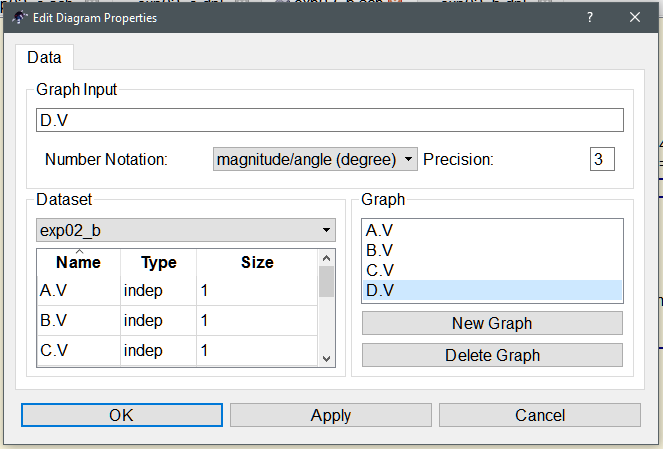 Edit Diagram Properties
?
Data
Graph Input
D.V
Number Notation: magnitude/angle (degree) Precision: 3
Dataset
exp02_b
Name Type Size
A.V indep 1
B.V indep 1
C.V indep 1
Graph
A.V
B.V
C.V
D.V
New Graph
Delete Graph
OK Apply Cancel